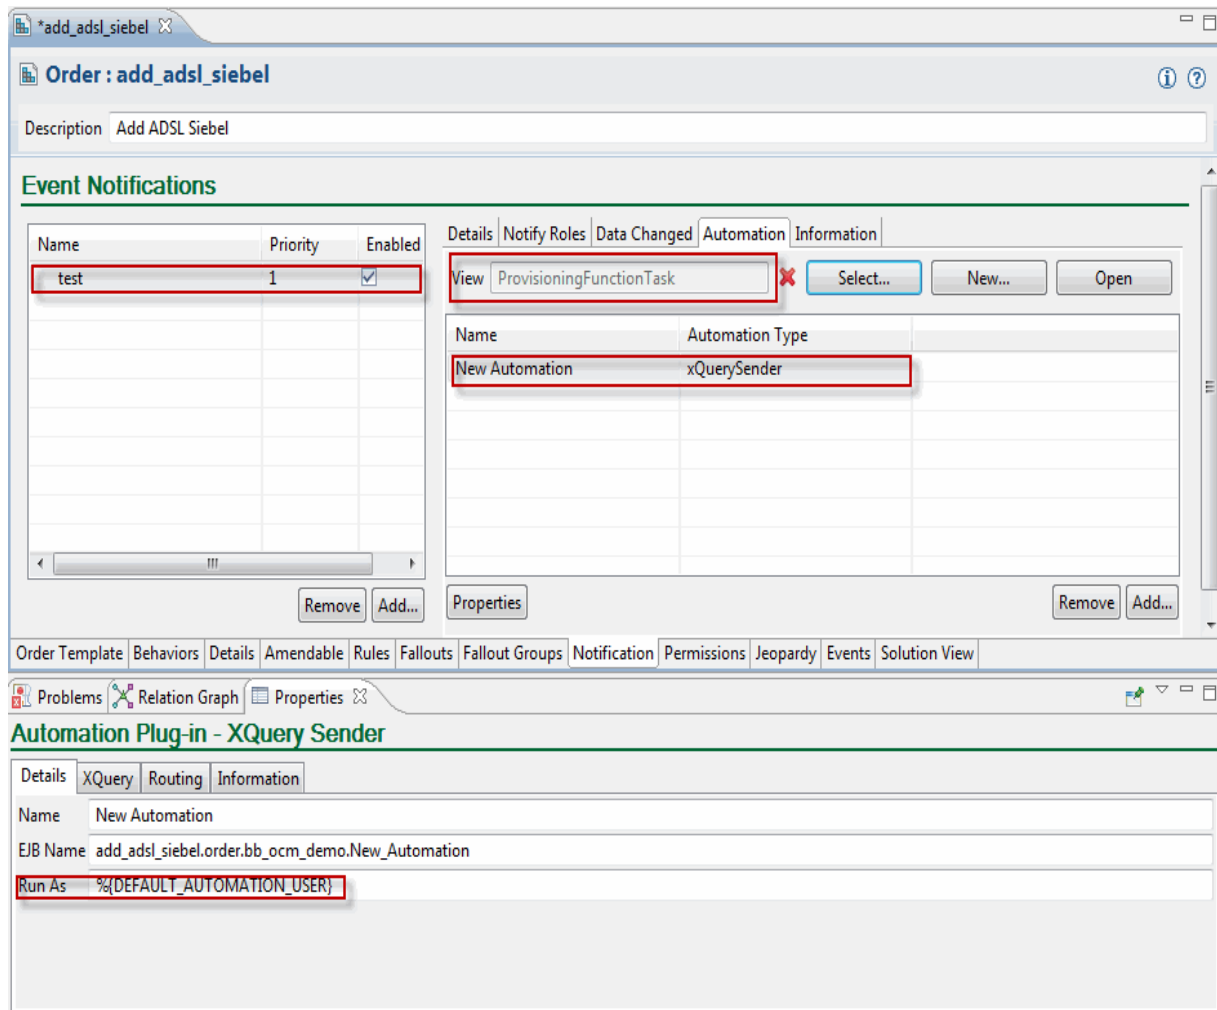 *add_adsl_siebel
Order : add_adsl_siebel
Description Add ADSL Siebel
Event Notifications
Details Notify Roles Data Changed Automation Information
Name Priority Enabled
test 1
View ProvisioningFunctionTask Select... New... Open
Name Automation Type
New Automation xQuerySender
Remove Add...
Properties Remove Add...
Order Template Behaviors Details Amendable Rules Fallouts Fallout Groups Notification Permissions Jeopardy Events Solution View
Problems Relation Graph Properties
Automation Plug-in - XQuery Sender
Details XQuery Routing Information
Name New Automation
EJB Name add_adsl_siebel.order.bb_ocm_demo.New_Automation
Run As %{DEFAULT_AUTOMATION_USER}